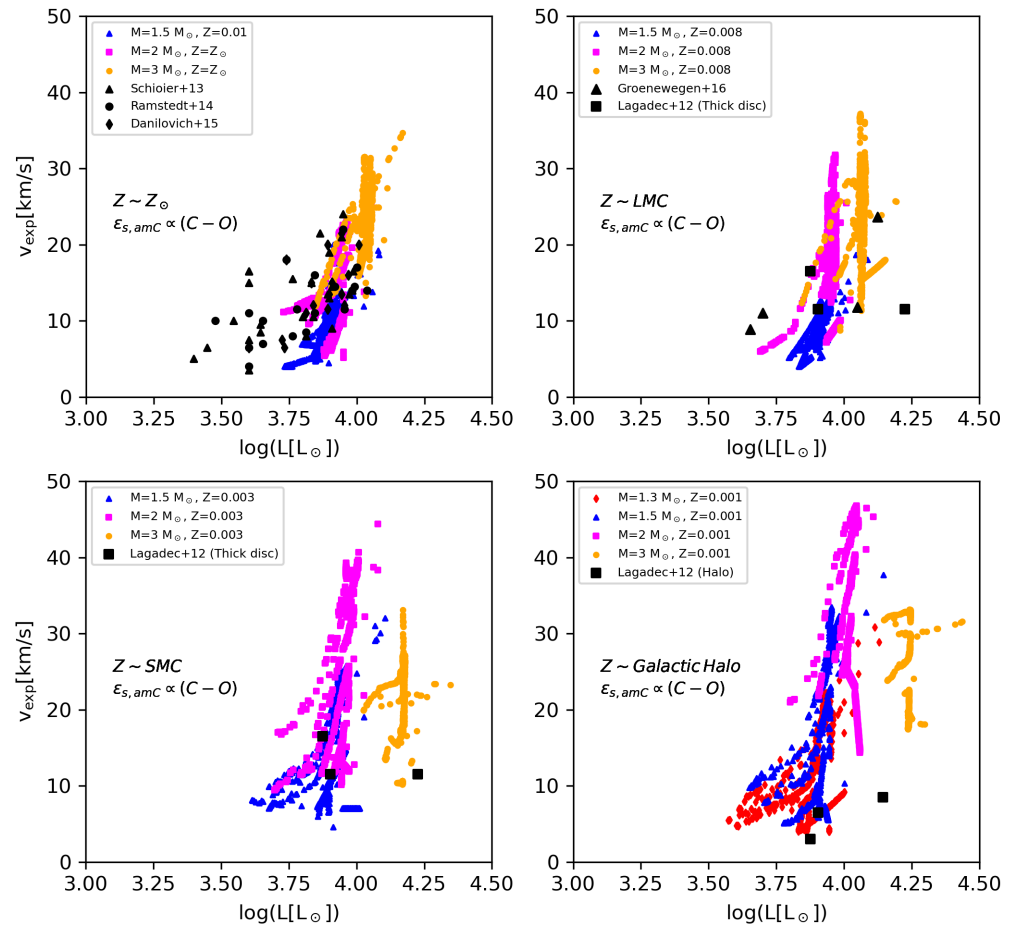 50
40
30
20
10
0
v_exp[km/s]
M=1.5 M⊙, Z=0.01
M=2 M⊙, Z=Z⊙
M=3 M⊙, Z=Z⊙
Schioier+13
Ramstedt+14
Danilovich+15
Z ∼ Z⊙
ε_s,amC ∝ (C − O)
3.00 3.25 3.50 3.75 4.00 4.25 4.50
log(L[L⊙])
50
40
30
20
10
0
M=1.5 M⊙, Z=0.008
M=2 M⊙, Z=0.008
M=3 M⊙, Z=0.008
Groenewegen+16
Lagadec+12 (Thick disc)
Z ∼ LMC
ε_s,amC ∝ (C − O)
3.00 3.25 3.50 3.75 4.00 4.25 4.50
log(L[L⊙])
50
40
30
20
10
0
v_exp[km/s]
M=1.5 M⊙, Z=0.003
M=2 M⊙, Z=0.003
M=3 M⊙, Z=0.003
Lagadec+12 (Thick disc)
Z ∼ SMC
ε_s,amC ∝ (C − O)
3.00 3.25 3.50 3.75 4.00 4.25 4.50
log(L[L⊙])
50
40
30
20
10
0
M=1.3 M⊙, Z=0.001
M=1.5 M⊙, Z=0.001
M=2 M⊙, Z=0.001
M=3 M⊙, Z=0.001
Lagadec+12 (Halo)
Z ∼ Galactic Halo
ε_s,amC ∝ (C − O)
3.00 3.25 3.50 3.75 4.00 4.25 4.50
log(L[L⊙])